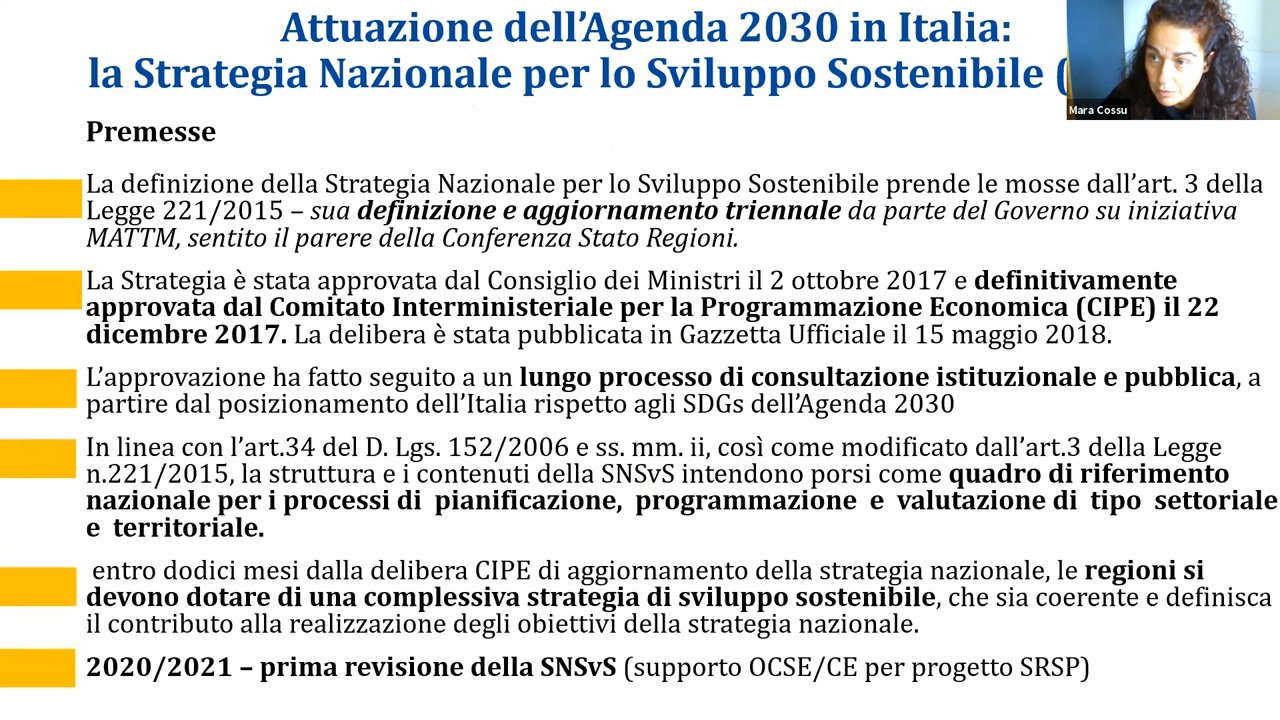 Attuazione dell’Agenda 2030 in Italia:
la Strategia Nazionale per lo Sviluppo Sostenibile (
Mara Cossu
Premesse
La definizione della Strategia Nazionale per lo Sviluppo Sostenibile prende le mosse dall’art. 3 della
Legge 221/2015 – sua definizione e aggiornamento triennale da parte del Governo su iniziativa
MATTM, sentito il parere della Conferenza Stato Regioni.
La Strategia è stata approvata dal Consiglio dei Ministri il 2 ottobre 2017 e definitivamente
approvata dal Comitato Interministeriale per la Programmazione Economica (CIPE) il 22
dicembre 2017. La delibera è stata pubblicata in Gazzetta Ufficiale il 15 maggio 2018.
L’approvazione ha fatto seguito a un lungo processo di consultazione istituzionale e pubblica, a
partire dal posizionamento dell’Italia rispetto agli SDGs dell’Agenda 2030
In linea con l’art.34 del D. Lgs. 152/2006 e ss. mm. ii, così come modificato dall’art.3 della Legge
n.221/2015, la struttura e i contenuti della SNSvS intendono porsi come quadro di riferimento
nazionale per i processi di pianificazione, programmazione e valutazione di tipo settoriale
e territoriale.
entro dodici mesi dalla delibera CIPE di aggiornamento della strategia nazionale, le regioni si
devono dotare di una complessiva strategia di sviluppo sostenibile, che sia coerente e definisca
il contributo alla realizzazione degli obiettivi della strategia nazionale.
2020/2021 – prima revisione della SNSvS (supporto OCSE/CE per progetto SRSP)